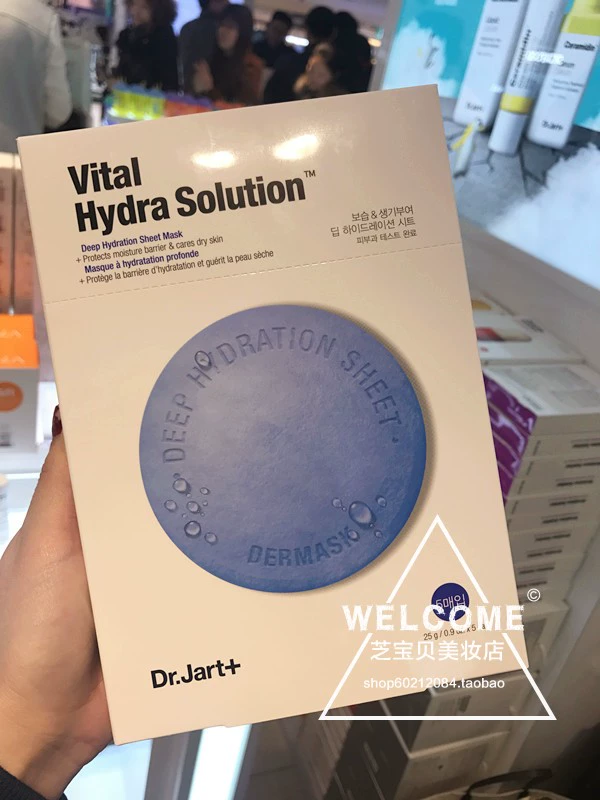 Vital
Hydra Solution™
Deep Hydration Sheet Mask
+ Protects moisture barrier & cares dry skin
Masque à hydratation profonde
+ Protège la barrière d'hydratation et guérit la peau sèche
보습 & 생기부여
딥 하이드레이션 시트
피부과 테스트 완료
DEEP HYDRATION SHEET
DERMASK
5매입
25 g / 0.9 oz. x 5
Dr.Jart+
WELCOME ©
芝宝贝美妆店
shop60212084.taobao
Ceramidin
Dr.Jart+